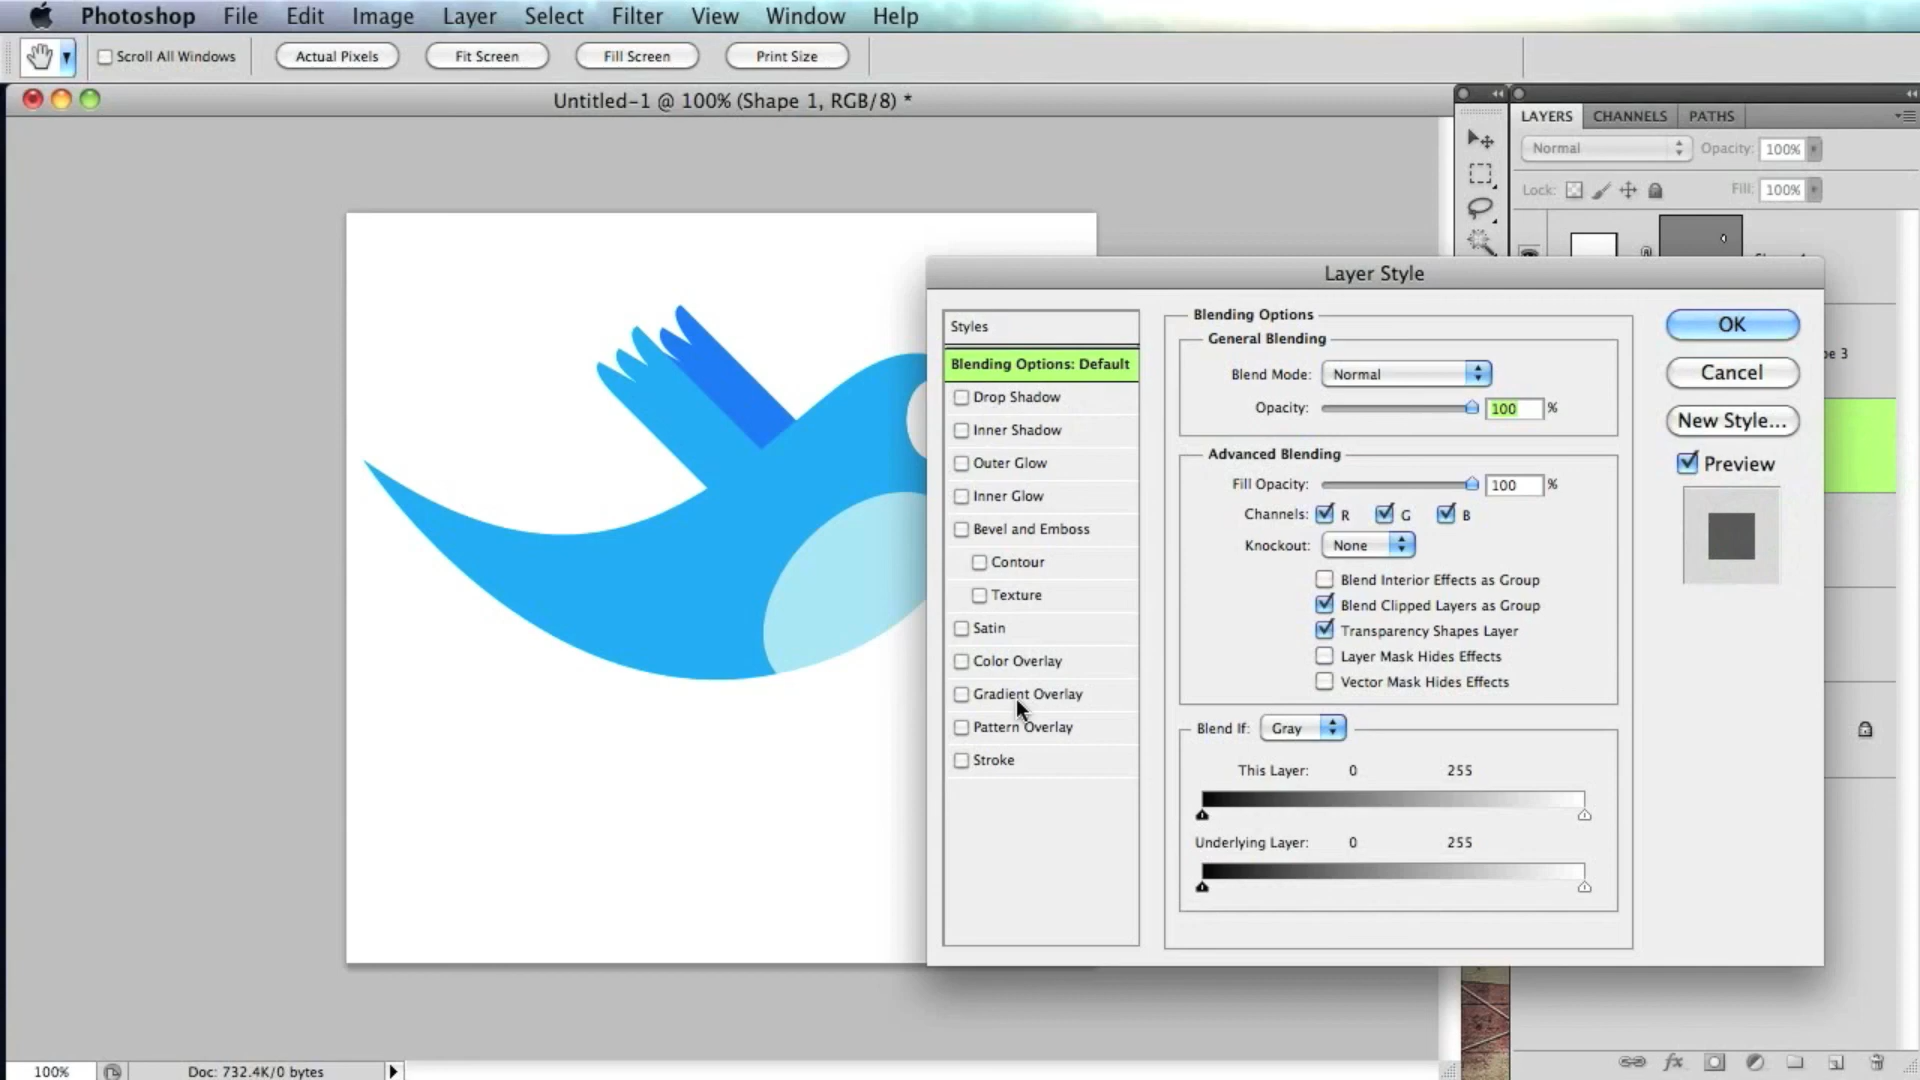 Photoshop File Edit Image Layer Select Filter View Window Help
Scroll All Windows Actual Pixels Fit Screen Fill Screen Print Size
Untitled-1 @ 100% (Shape 1, RGB/8) *
LAYERS CHANNELS PATHS
Normal Opacity: 100%
Lock: Fill: 100%
Layer Style
Styles
Blending Options: Default
Drop Shadow
Inner Shadow
Outer Glow
Inner Glow
Bevel and Emboss
Contour
Texture
Satin
Color Overlay
Gradient Overlay
Pattern Overlay
Stroke
Blending Options
General Blending
Blend Mode: Normal
Opacity: 100 %
Advanced Blending
Fill Opacity: 100 %
Channels: R G B
Knockout: None
Blend Interior Effects as Group
Blend Clipped Layers as Group
Transparency Shapes Layer
Layer Mask Hides Effects
Vector Mask Hides Effects
Blend If: Gray
This Layer: 0 255
Underlying Layer: 0 255
OK
Cancel
New Style...
Preview
pe 3
fx
100% Doc: 732.4K/0 bytes